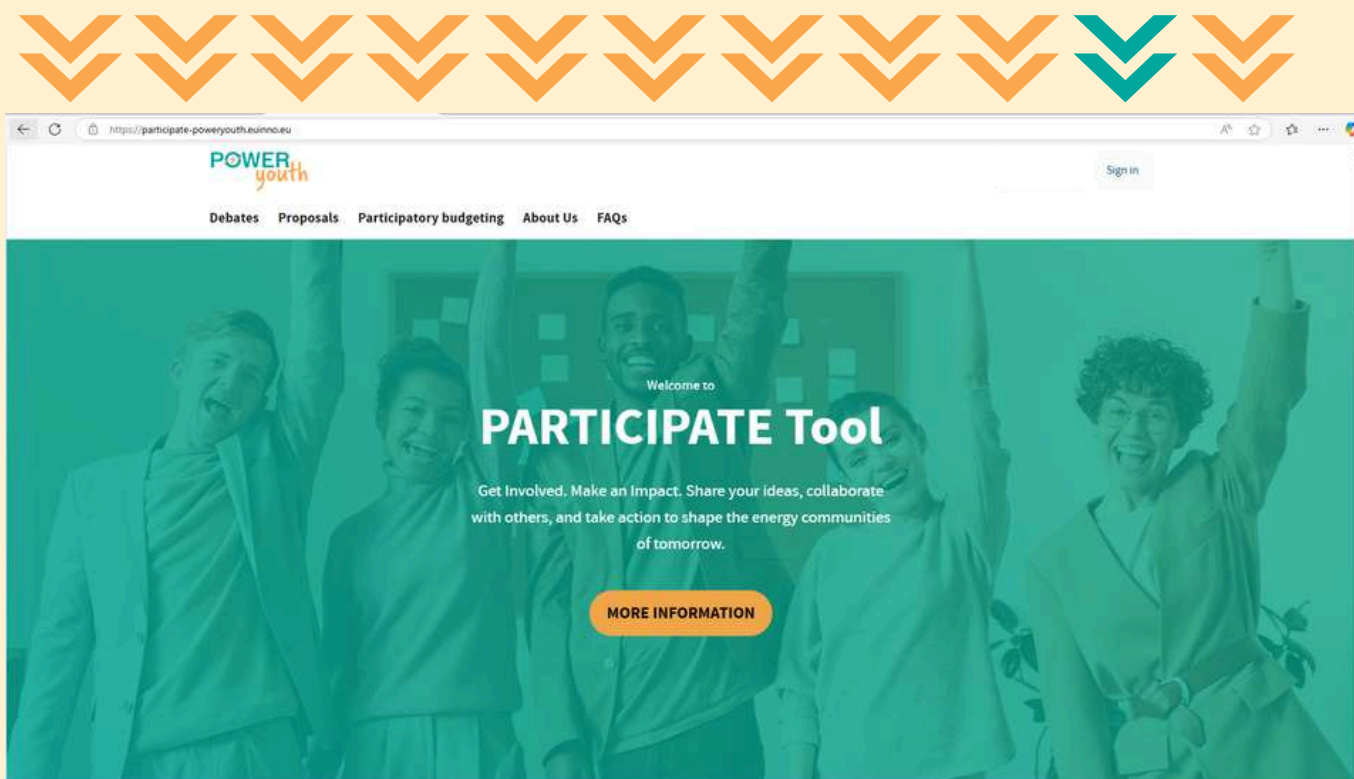 https://participate-poweryouth.euinno.eu
POWER
youth
Sign in
Debates Proposals Participatory budgeting About Us FAQs
Welcome to
PARTICIPATE Tool
Get Involved. Make an Impact. Share your ideas, collaborate
with others, and take action to shape the energy communities
of tomorrow.
MORE INFORMATION